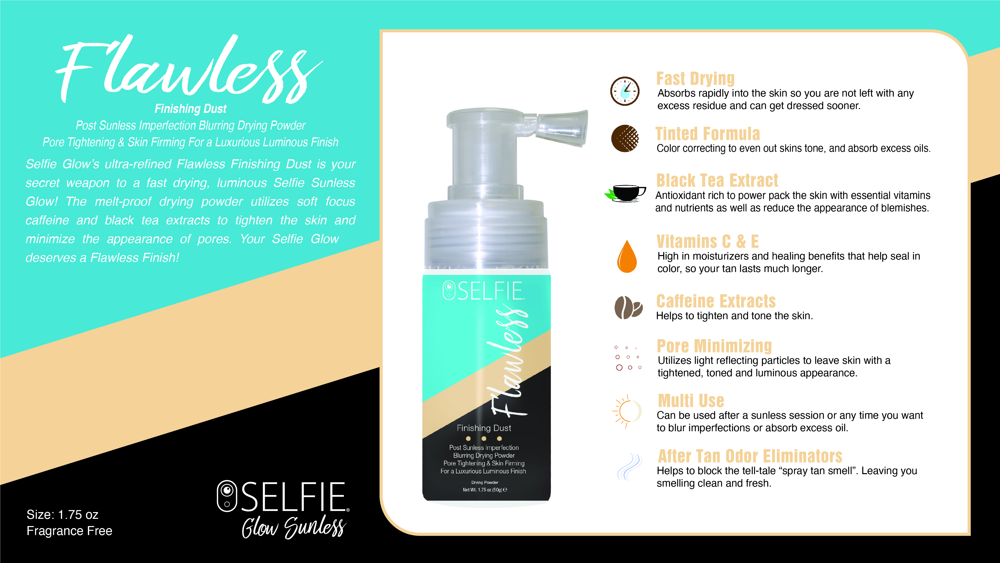 Flawless
Finishing Dust
Post Sunless Imperfection Blurring Drying Powder
Pore Tightening & Skin Firming For a Luxurious Luminous Finish
Selfie Glow’s ultra-refined Flawless Finishing Dust is your
secret weapon to a fast drying, luminous Selfie Sunless
Glow! The melt-proof drying powder utilizes soft focus
caffeine and black tea extracts to tighten the skin and
minimize the appearance of pores. Your Selfie Glow
deserves a Flawless Finish!
Size: 1.75 oz
Fragrance Free
SELFIE®
Glow Sunless
SELFIE®
Flawless
Finishing Dust
Post Sunless Imperfection
Blurring Drying Powder
Pore Tightening & Skin Firming
For a Luxurious Luminous Finish
Drying Powder
Net Wt. 1.75 oz (50g) ℮
Fast Drying
Absorbs rapidly into the skin so you are not left with any
excess residue and can get dressed sooner.
Tinted Formula
Color correcting to even out skins tone, and absorb excess oils.
Black Tea Extract
Antioxidant rich to power pack the skin with essential vitamins
and nutrients as well as reduce the appearance of blemishes.
Vitamins C & E
High in moisturizers and healing benefits that help seal in
color, so your tan lasts much longer.
Caffeine Extracts
Helps to tighten and tone the skin.
Pore Minimizing
Utilizes light reflecting particles to leave skin with a
tightened, toned and luminous appearance.
Multi Use
Can be used after a sunless session or any time you want
to blur imperfections or absorb excess oil.
After Tan Odor Eliminators
Helps to block the tell-tale “spray tan smell”. Leaving you
smelling clean and fresh.